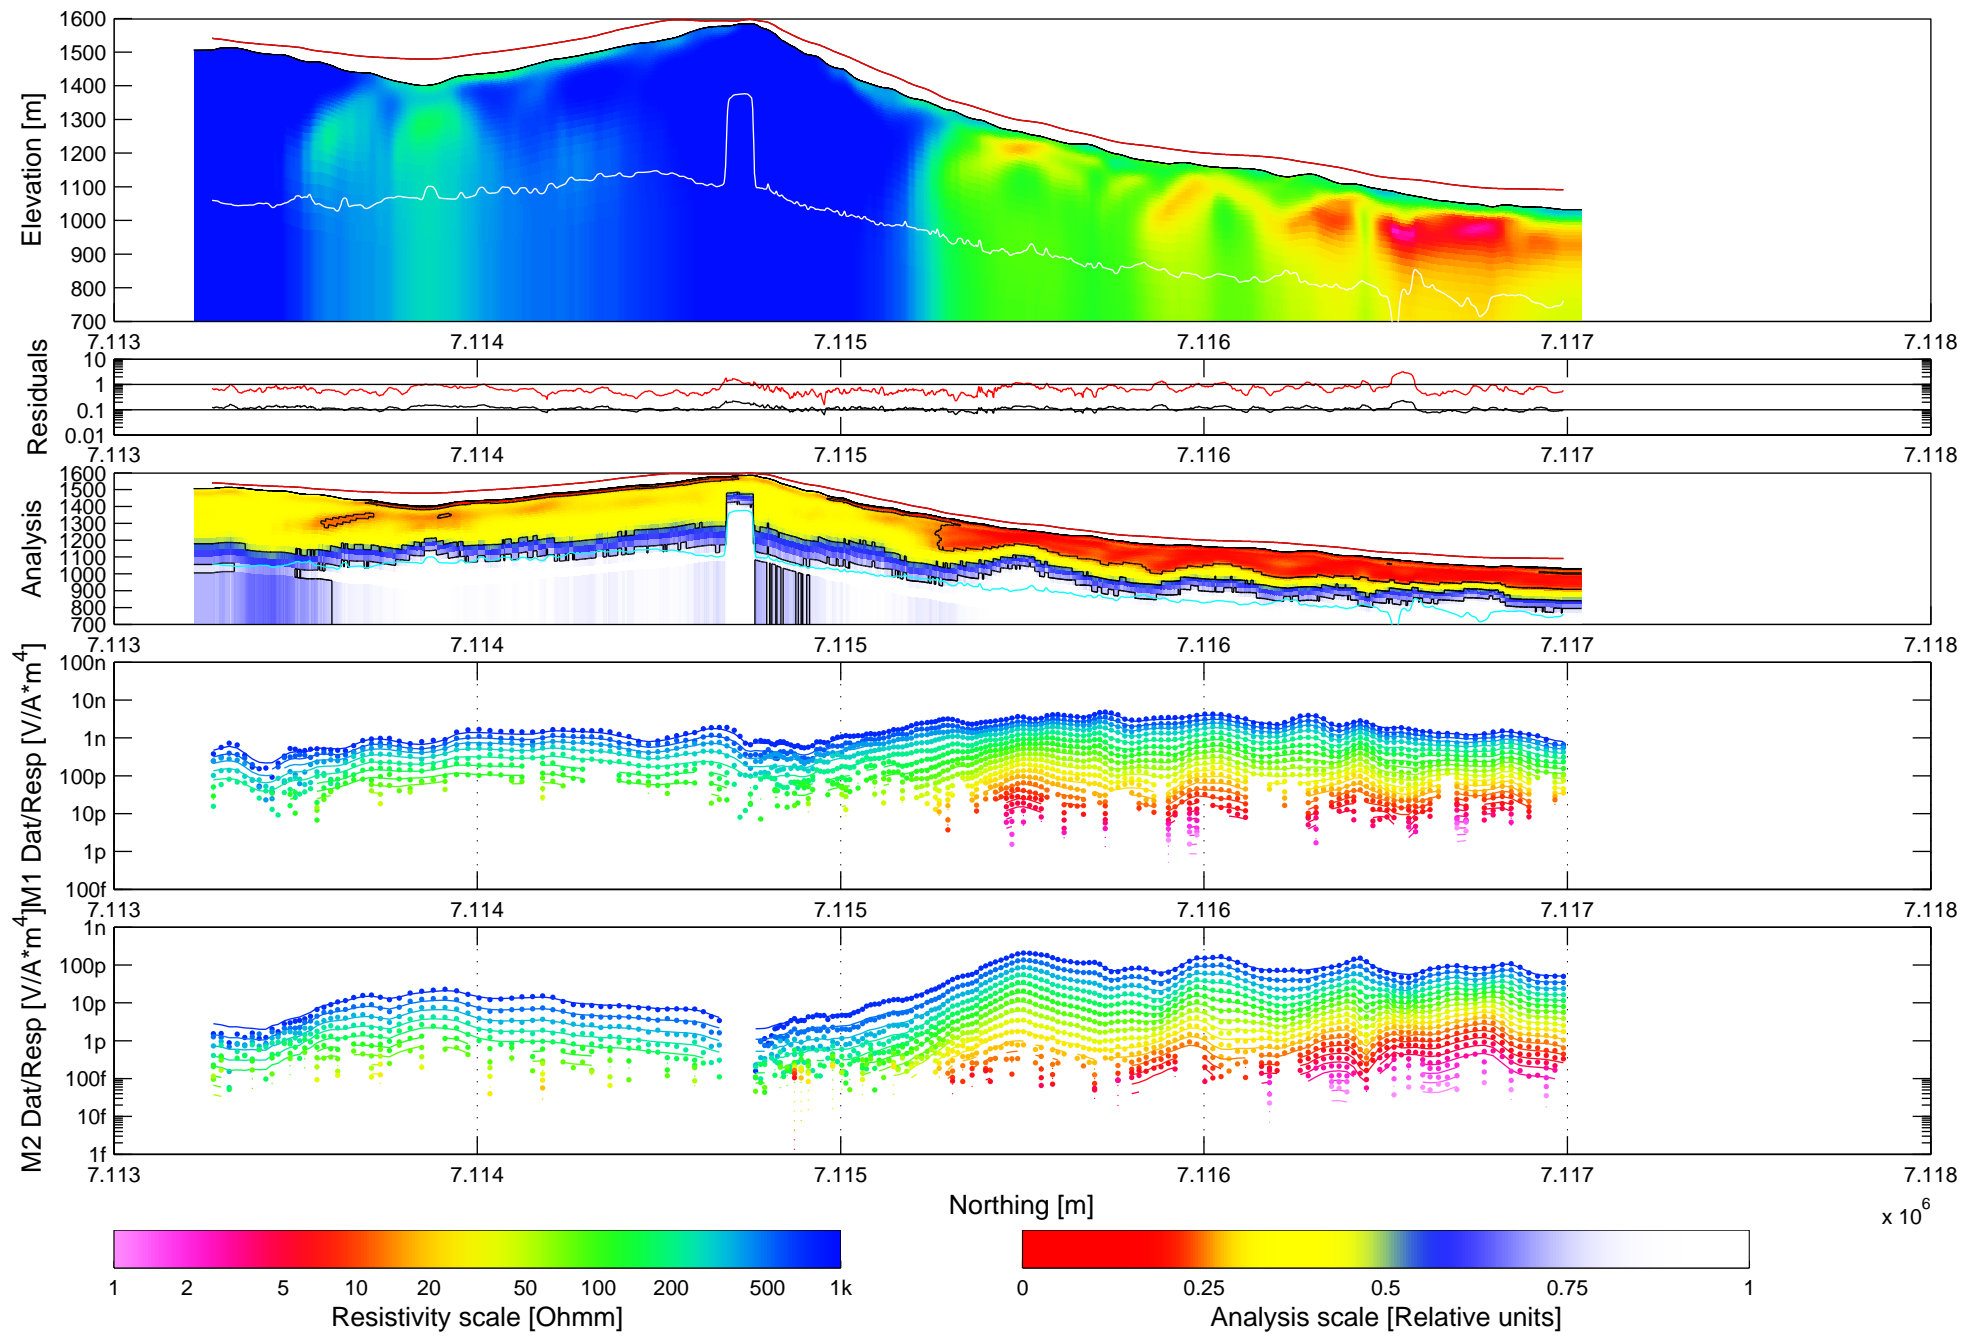 1600
1500
1400
1300
1200
1100
1000
900
800
700
Elevation [m]
7.113 7.114 7.115 7.116 7.117 7.118
10
1
0.1
0.01
Residuals
7.113 7.114 7.115 7.116 7.117 7.118
1600
1500
1400
1300
1200
1100
1000
900
800
700
Analysis
7.113 7.114 7.115 7.116 7.117 7.118
100n
10n
1n
100p
10p
1p
100f
M1 Dat/Resp [V/A*m^4]
7.113 7.114 7.115 7.116 7.117 7.118
1n
100p
10p
1p
100f
10f
1f
M2 Dat/Resp [V/A*m^4]
7.113 7.114 7.115 7.116 7.117 7.118
Northing [m]
x 10^6
1 2 5 10 20 50 100 200 500 1k
Resistivity scale [Ohmm]
0 0.25 0.5 0.75 1
Analysis scale [Relative units]